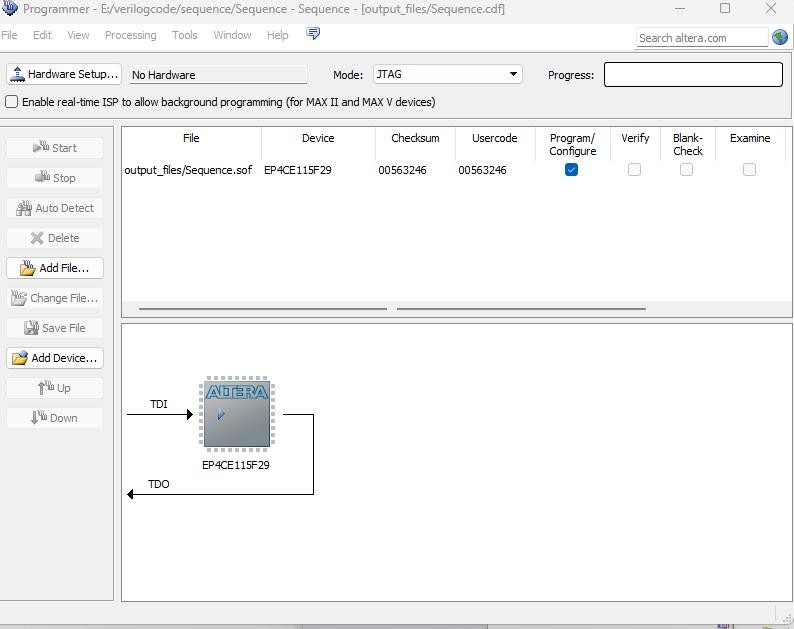 Programmer - E:/verilogcode/sequence/Sequence - Sequence - [output_files/Sequence.cdf]
File Edit View Processing Tools Window Help
Search altera.com
Hardware Setup... No Hardware Mode: JTAG Progress:
Enable real-time ISP to allow background programming (for MAX II and MAX V devices)
Start
Stop
Auto Detect
Delete
Add File...
Change File...
Save File
Add Device...
Up
Down
File Device Checksum Usercode Program/ Verify Blank- Examine
Configure Check
output_files/Sequence.sof EP4CE115F29 00563246 00563246
ALTERA
TDI
EP4CE115F29
TDO